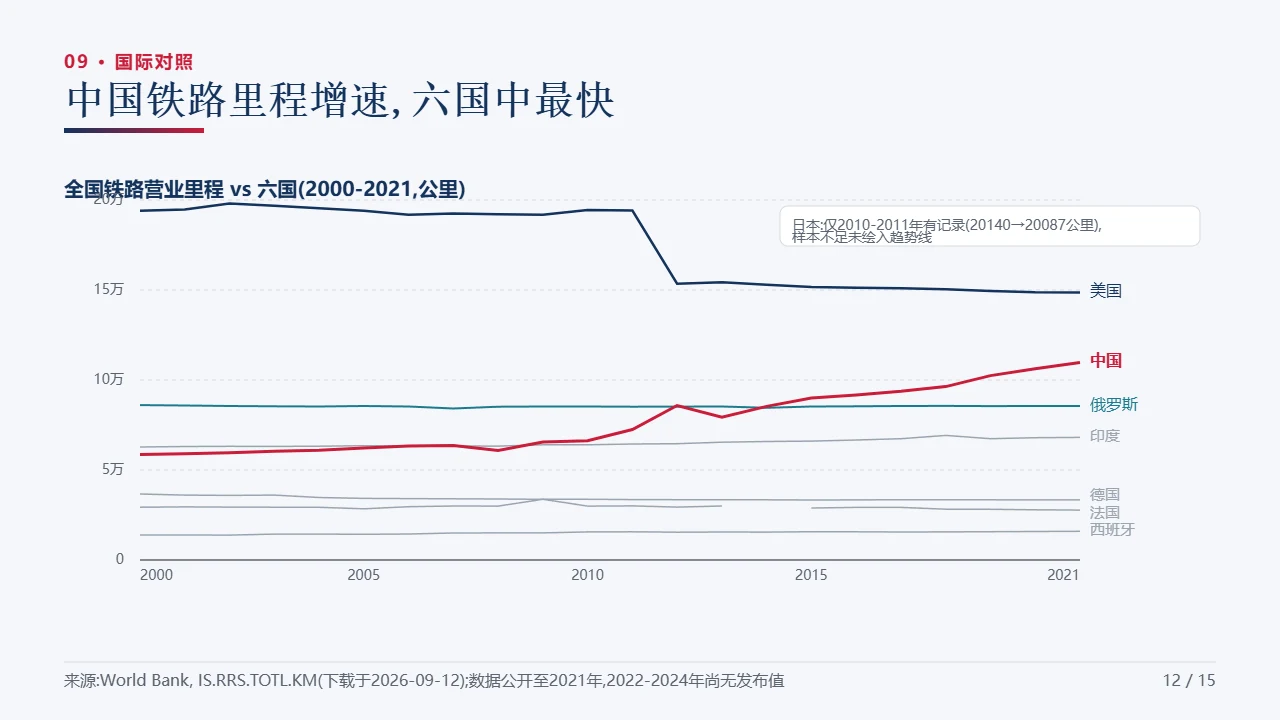 09 • 国际对照
中国铁路里程增速,六国中最快
全国铁路营业里程 vs 六国(2000-2021,公里)
20万
日本:仅2010-2011年有记录(20140→20087公里),
样本不足未绘入趋势线
15万
美国
中国
10万
俄罗斯
印度
5万
德国
法国
西班牙
0
2000 2005 2010 2015 2021
来源:World Bank, IS.RRS.TOTL.KM(下载于2026-09-12);数据公开至2021年,2022-2024年尚无发布值
12 / 15